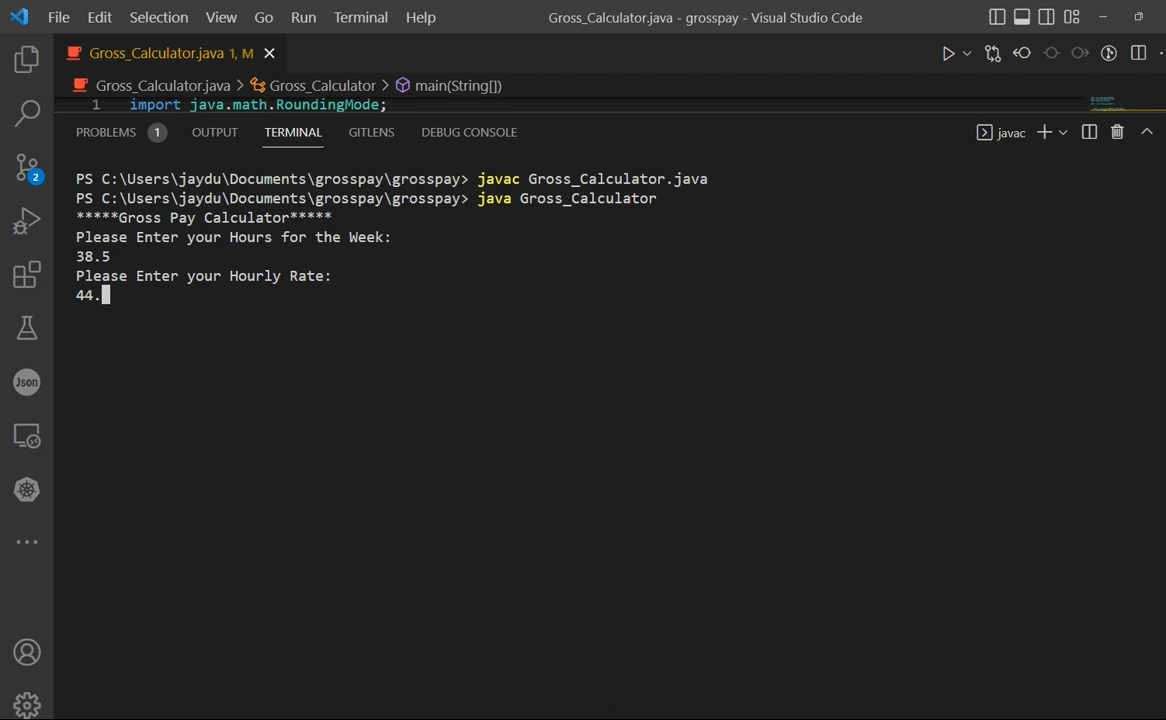 File Edit Selection View Go Run Terminal Help Gross_Calculator.java - grosspay - Visual Studio Code
Gross_Calculator.java 1, M
Gross_Calculator.java > Gross_Calculator > main(String[])
1 import java.math.RoundingMode;
PROBLEMS 1 OUTPUT TERMINAL GITLENS DEBUG CONSOLE javac
2
PS C:\Users\jaydu\Documents\grosspay\grosspay> javac Gross_Calculator.java
PS C:\Users\jaydu\Documents\grosspay\grosspay> java Gross_Calculator
*****Gross Pay Calculator*****
Please Enter your Hours for the Week:
38.5
Please Enter your Hourly Rate:
44.
Json